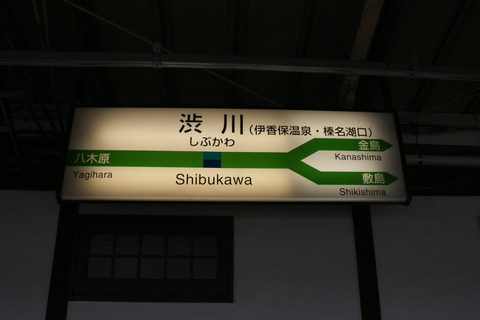 渋川(伊香保温泉・榛名湖口)
しぶかわ
Shibukawa
八木原
Yagihara
金島
Kanashima
敷島
Shikishima